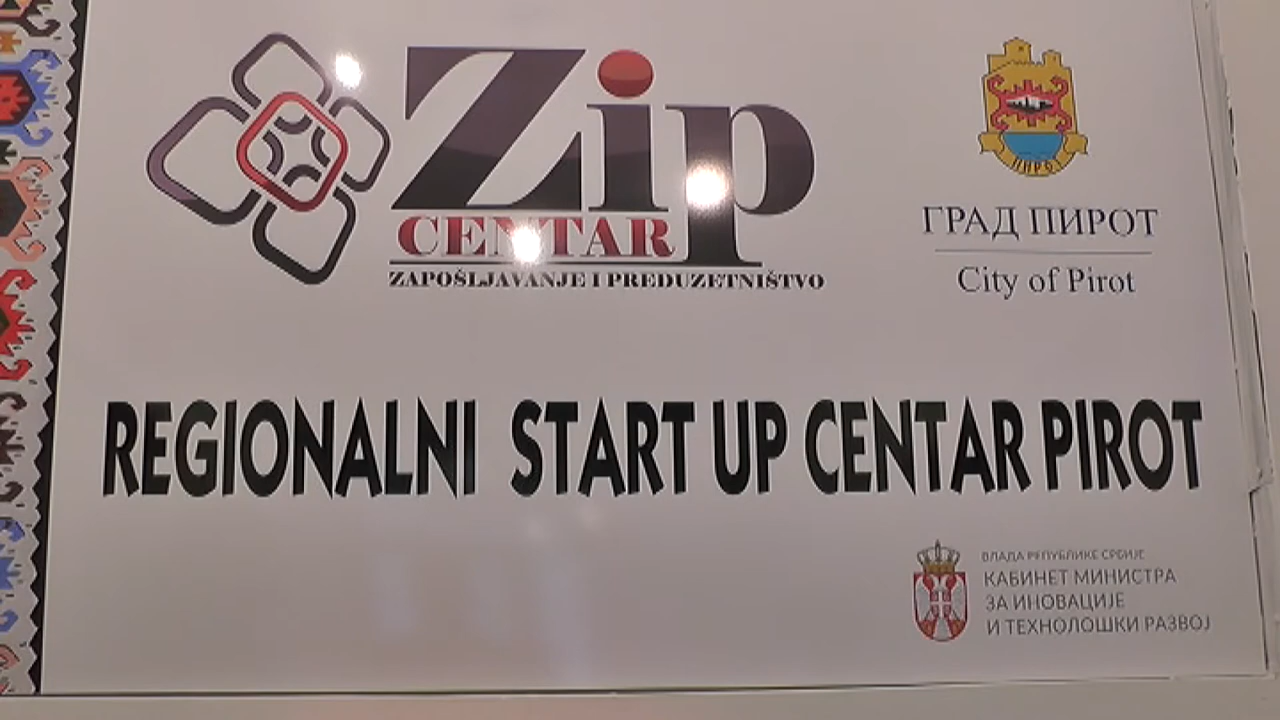 Zip
CENTAR
ZAPOŠLJAVANJE I PREDUZETNIŠTVO
ПИРОТ
ГРАД ПИРОТ
City of Pirot
REGIONALNI START UP CENTAR PIROT
ВЛАДА РЕПУБЛИКЕ СРБИЈЕ
КАБИНЕТ МИНИСТРА
ЗА ИНОВАЦИЈЕ
И ТЕХНОЛОШКИ РАЗВОЈ